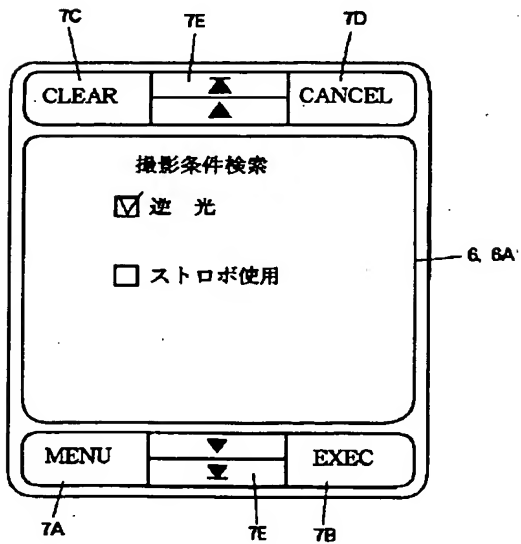 7C 7E 7D
CLEAR CANCEL
撮影条件検索
逆 光
ストロボ使用
6, 6A
MENU EXEC
7A 7E 7B